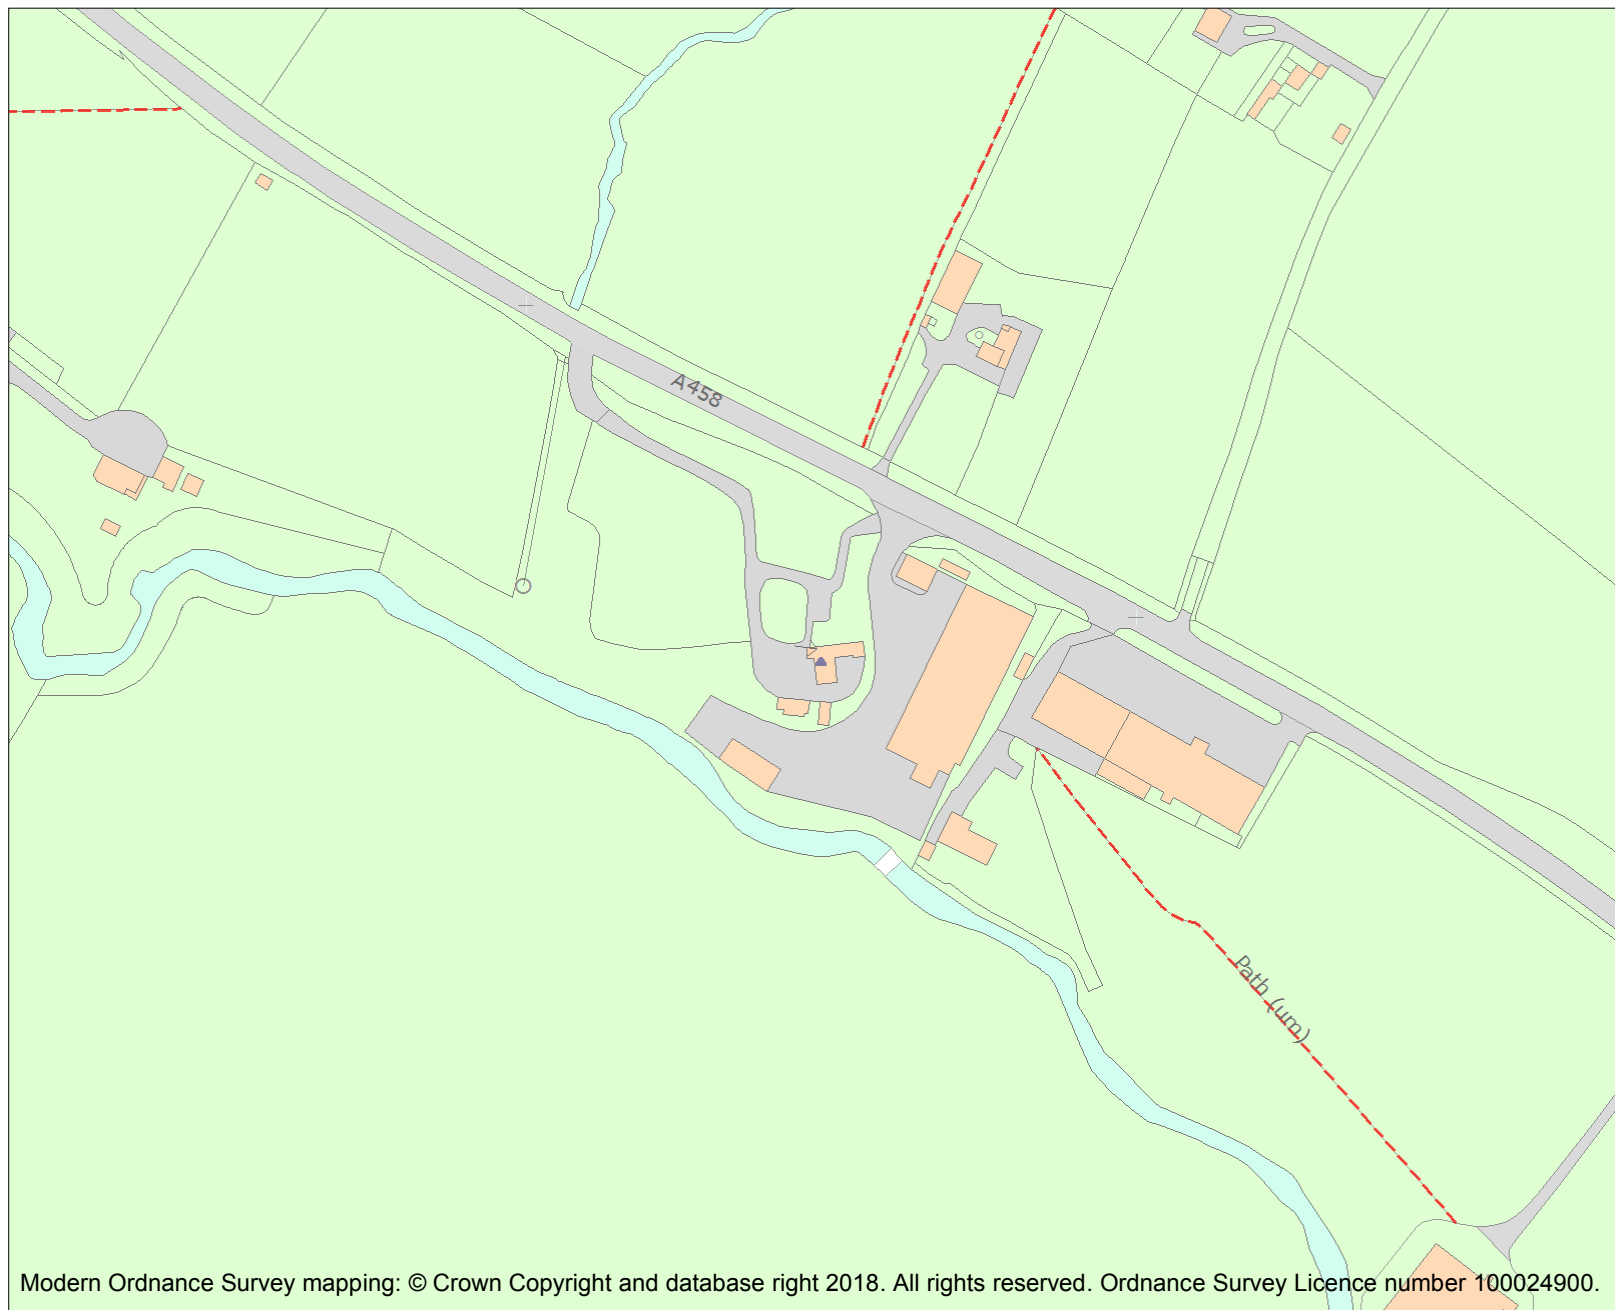 A458
Path (um)
Modern Ordnance Survey mapping: © Crown Copyright and database right 2018. All rights reserved. Ordnance Survey Licence number 100024900.